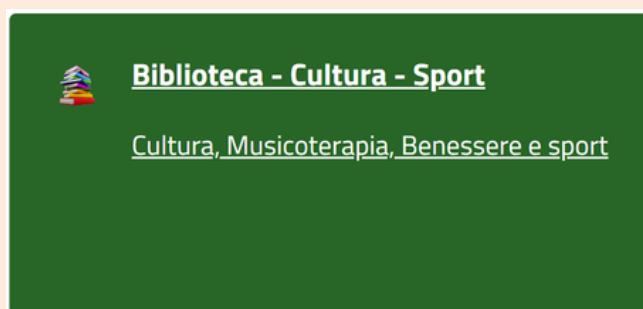 Biblioteca - Cultura - Sport
Cultura, Musicoterapia, Benessere e sport